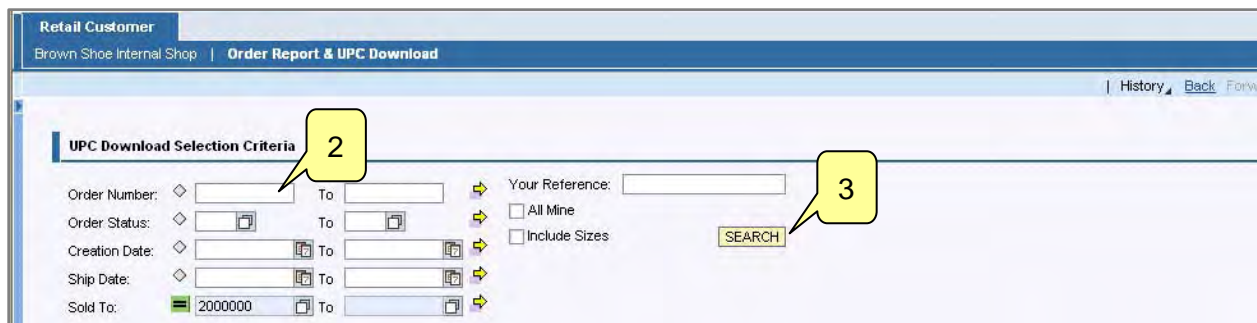 Retail Customer
Brown Shoe Internal Shop | Order Report & UPC Download
| History Back Forw
UPC Download Selection Criteria
2
3
Order Number: To Your Reference:
Order Status: To All Mine
Creation Date: To Include Sizes SEARCH
Ship Date: To
Sold To: 2000000 To